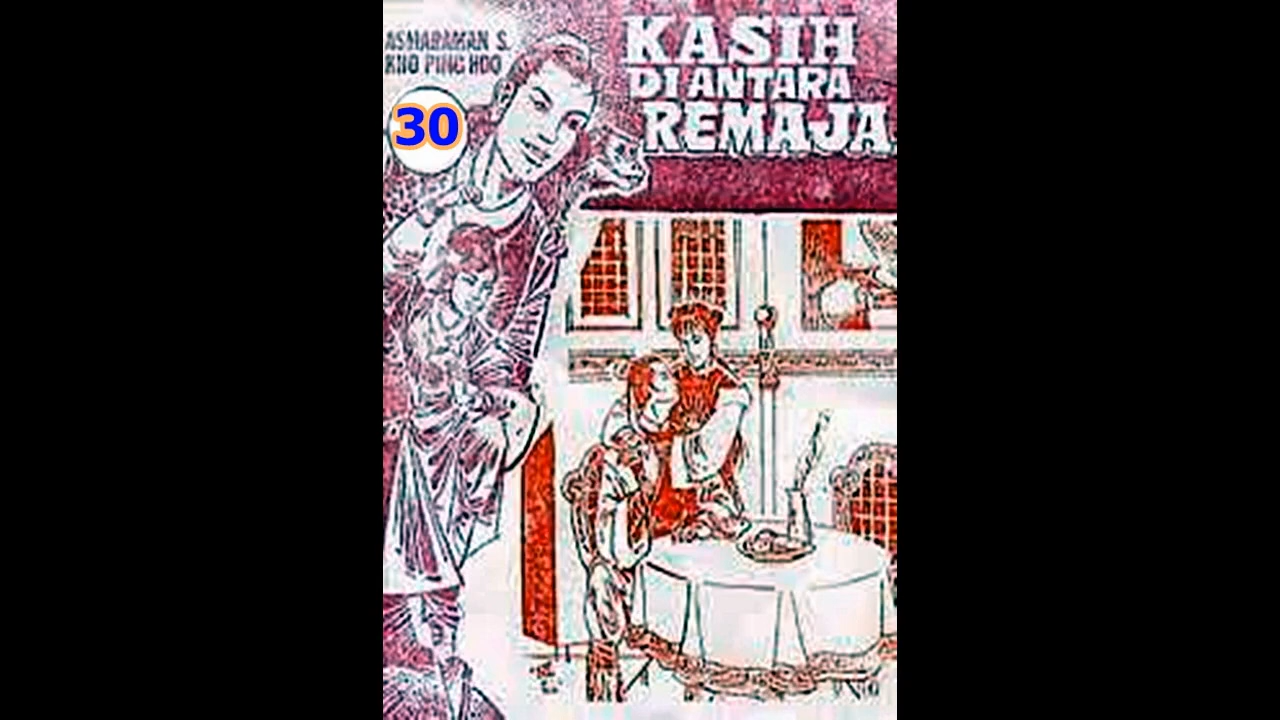 ASMARAMAN S.
KHO PING HOO
30
KASIH
DI ANTARA
REMAJA